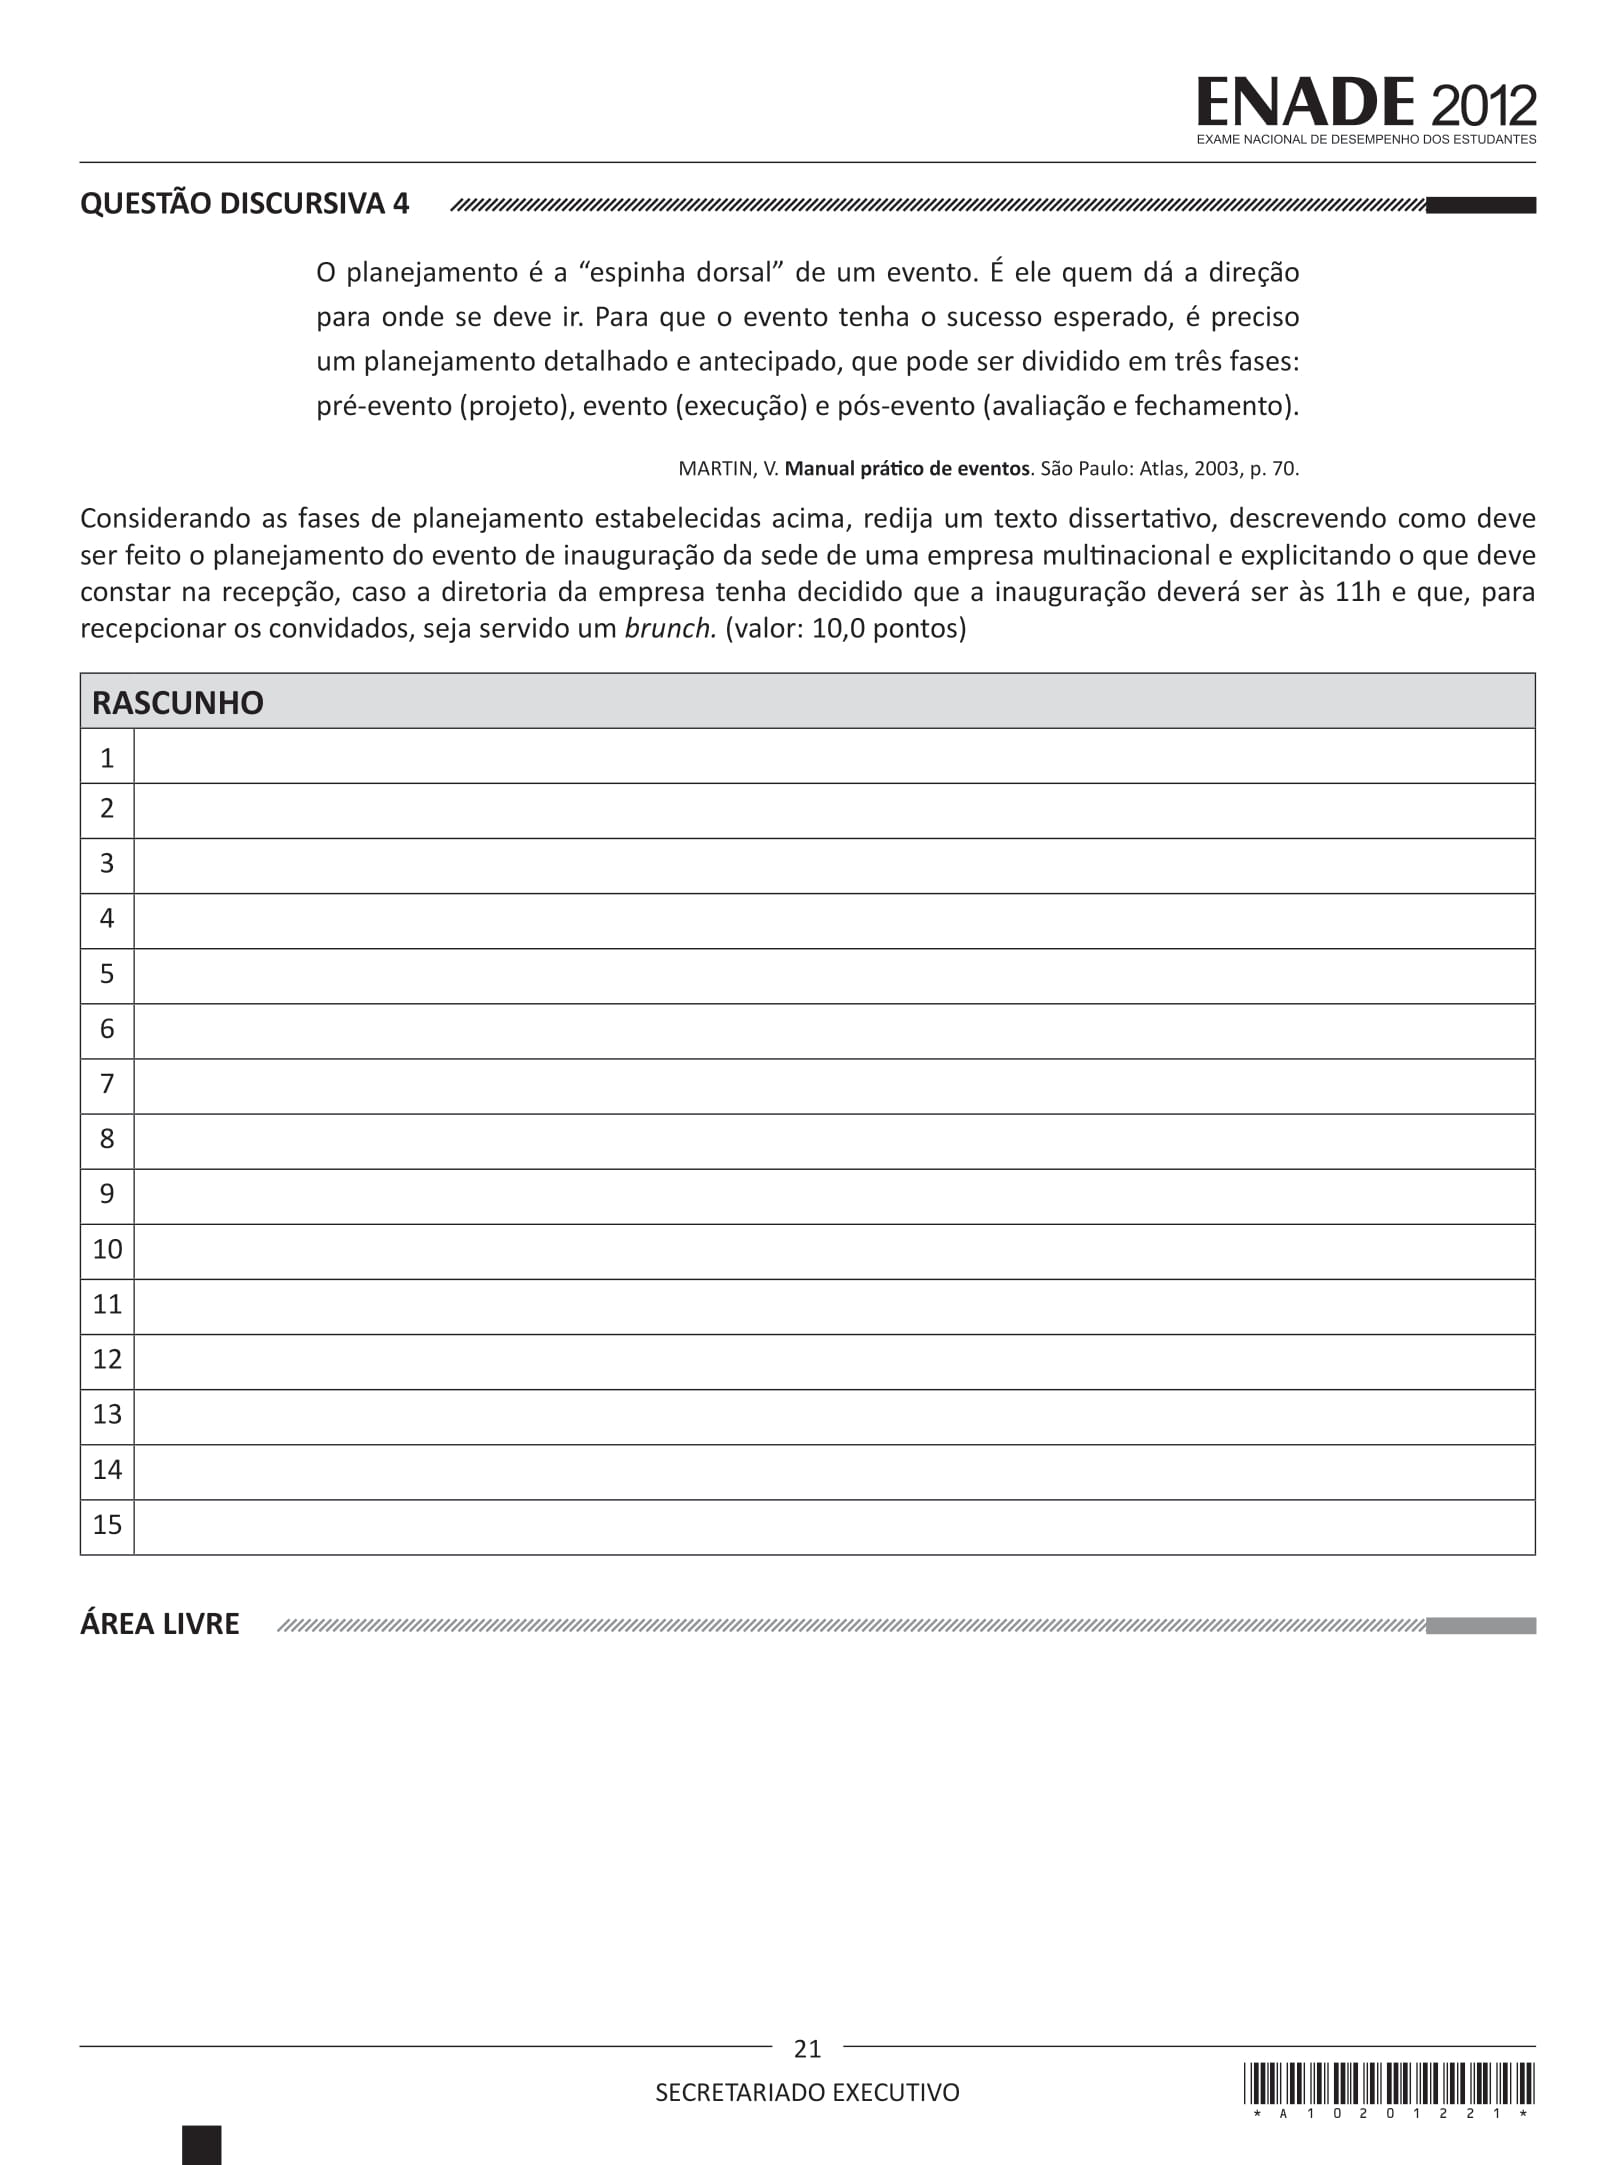 ENADE 2012
EXAME NACIONAL DE DESEMPENHO DOS ESTUDANTES
QUESTÃO DISCURSIVA 4
O planejamento é a “espinha dorsal” de um evento. É ele quem dá a direção
para onde se deve ir. Para que o evento tenha o sucesso esperado, é preciso
um planejamento detalhado e antecipado, que pode ser dividido em três fases:
pré-evento (projeto), evento (execução) e pós-evento (avaliação e fechamento).
MARTIN, V. Manual prático de eventos. São Paulo: Atlas, 2003, p. 70.
Considerando as fases de planejamento estabelecidas acima, redija um texto dissertativo, descrevendo como deve
ser feito o planejamento do evento de inauguração da sede de uma empresa multinacional e explicitando o que deve
constar na recepção, caso a diretoria da empresa tenha decidido que a inauguração deverá ser às 11h e que, para
recepcionar os convidados, seja servido um brunch. (valor: 10,0 pontos)
RASCUNHO
1
2
3
4
5
6
7
8
9
10
11
12
13
14
15
ÁREA LIVRE
21
SECRETARIADO EXECUTIVO
* A 1 0 2 0 1 2 2 1 *